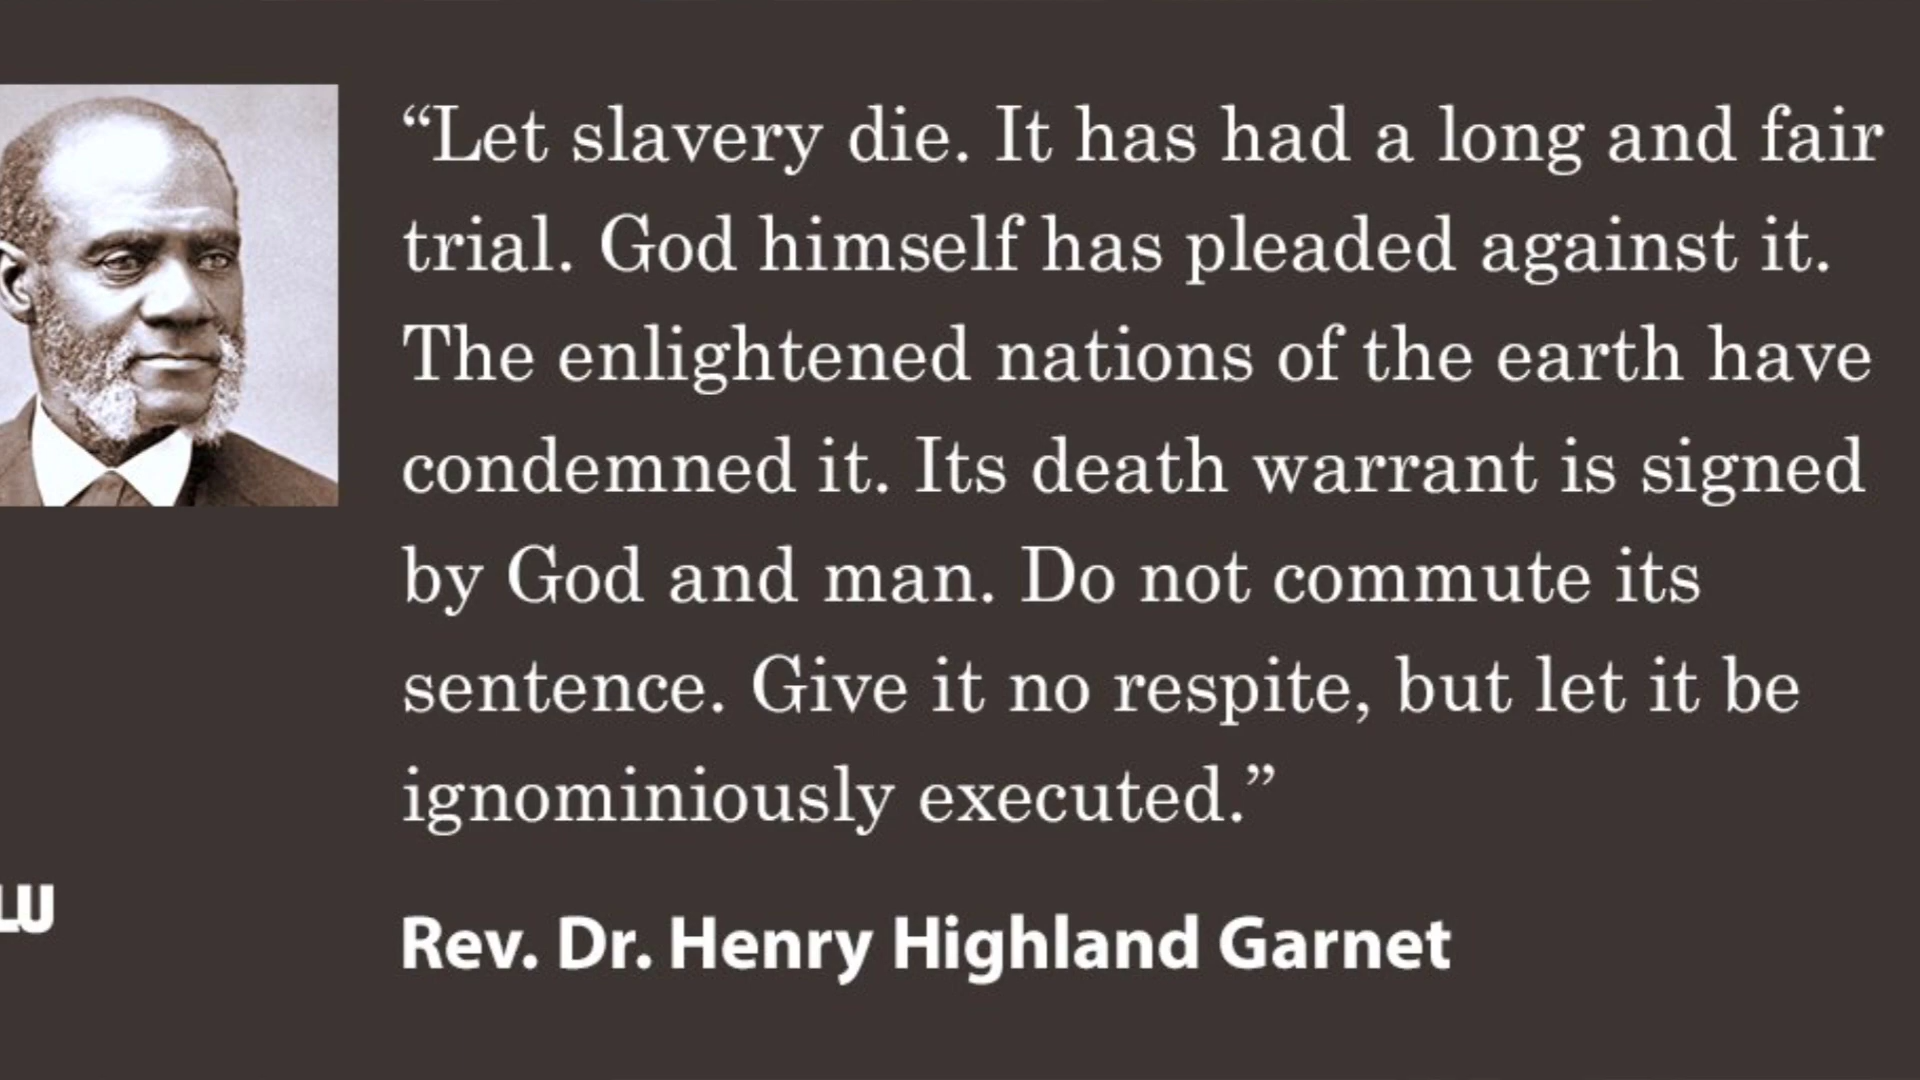 “Let slavery die. It has had a long and fair
trial. God himself has pleaded against it.
The enlightened nations of the earth have
condemned it. Its death warrant is signed
by God and man. Do not commute its
sentence. Give it no respite, but let it be
ignominiously executed.”
LU
Rev. Dr. Henry Highland Garnet